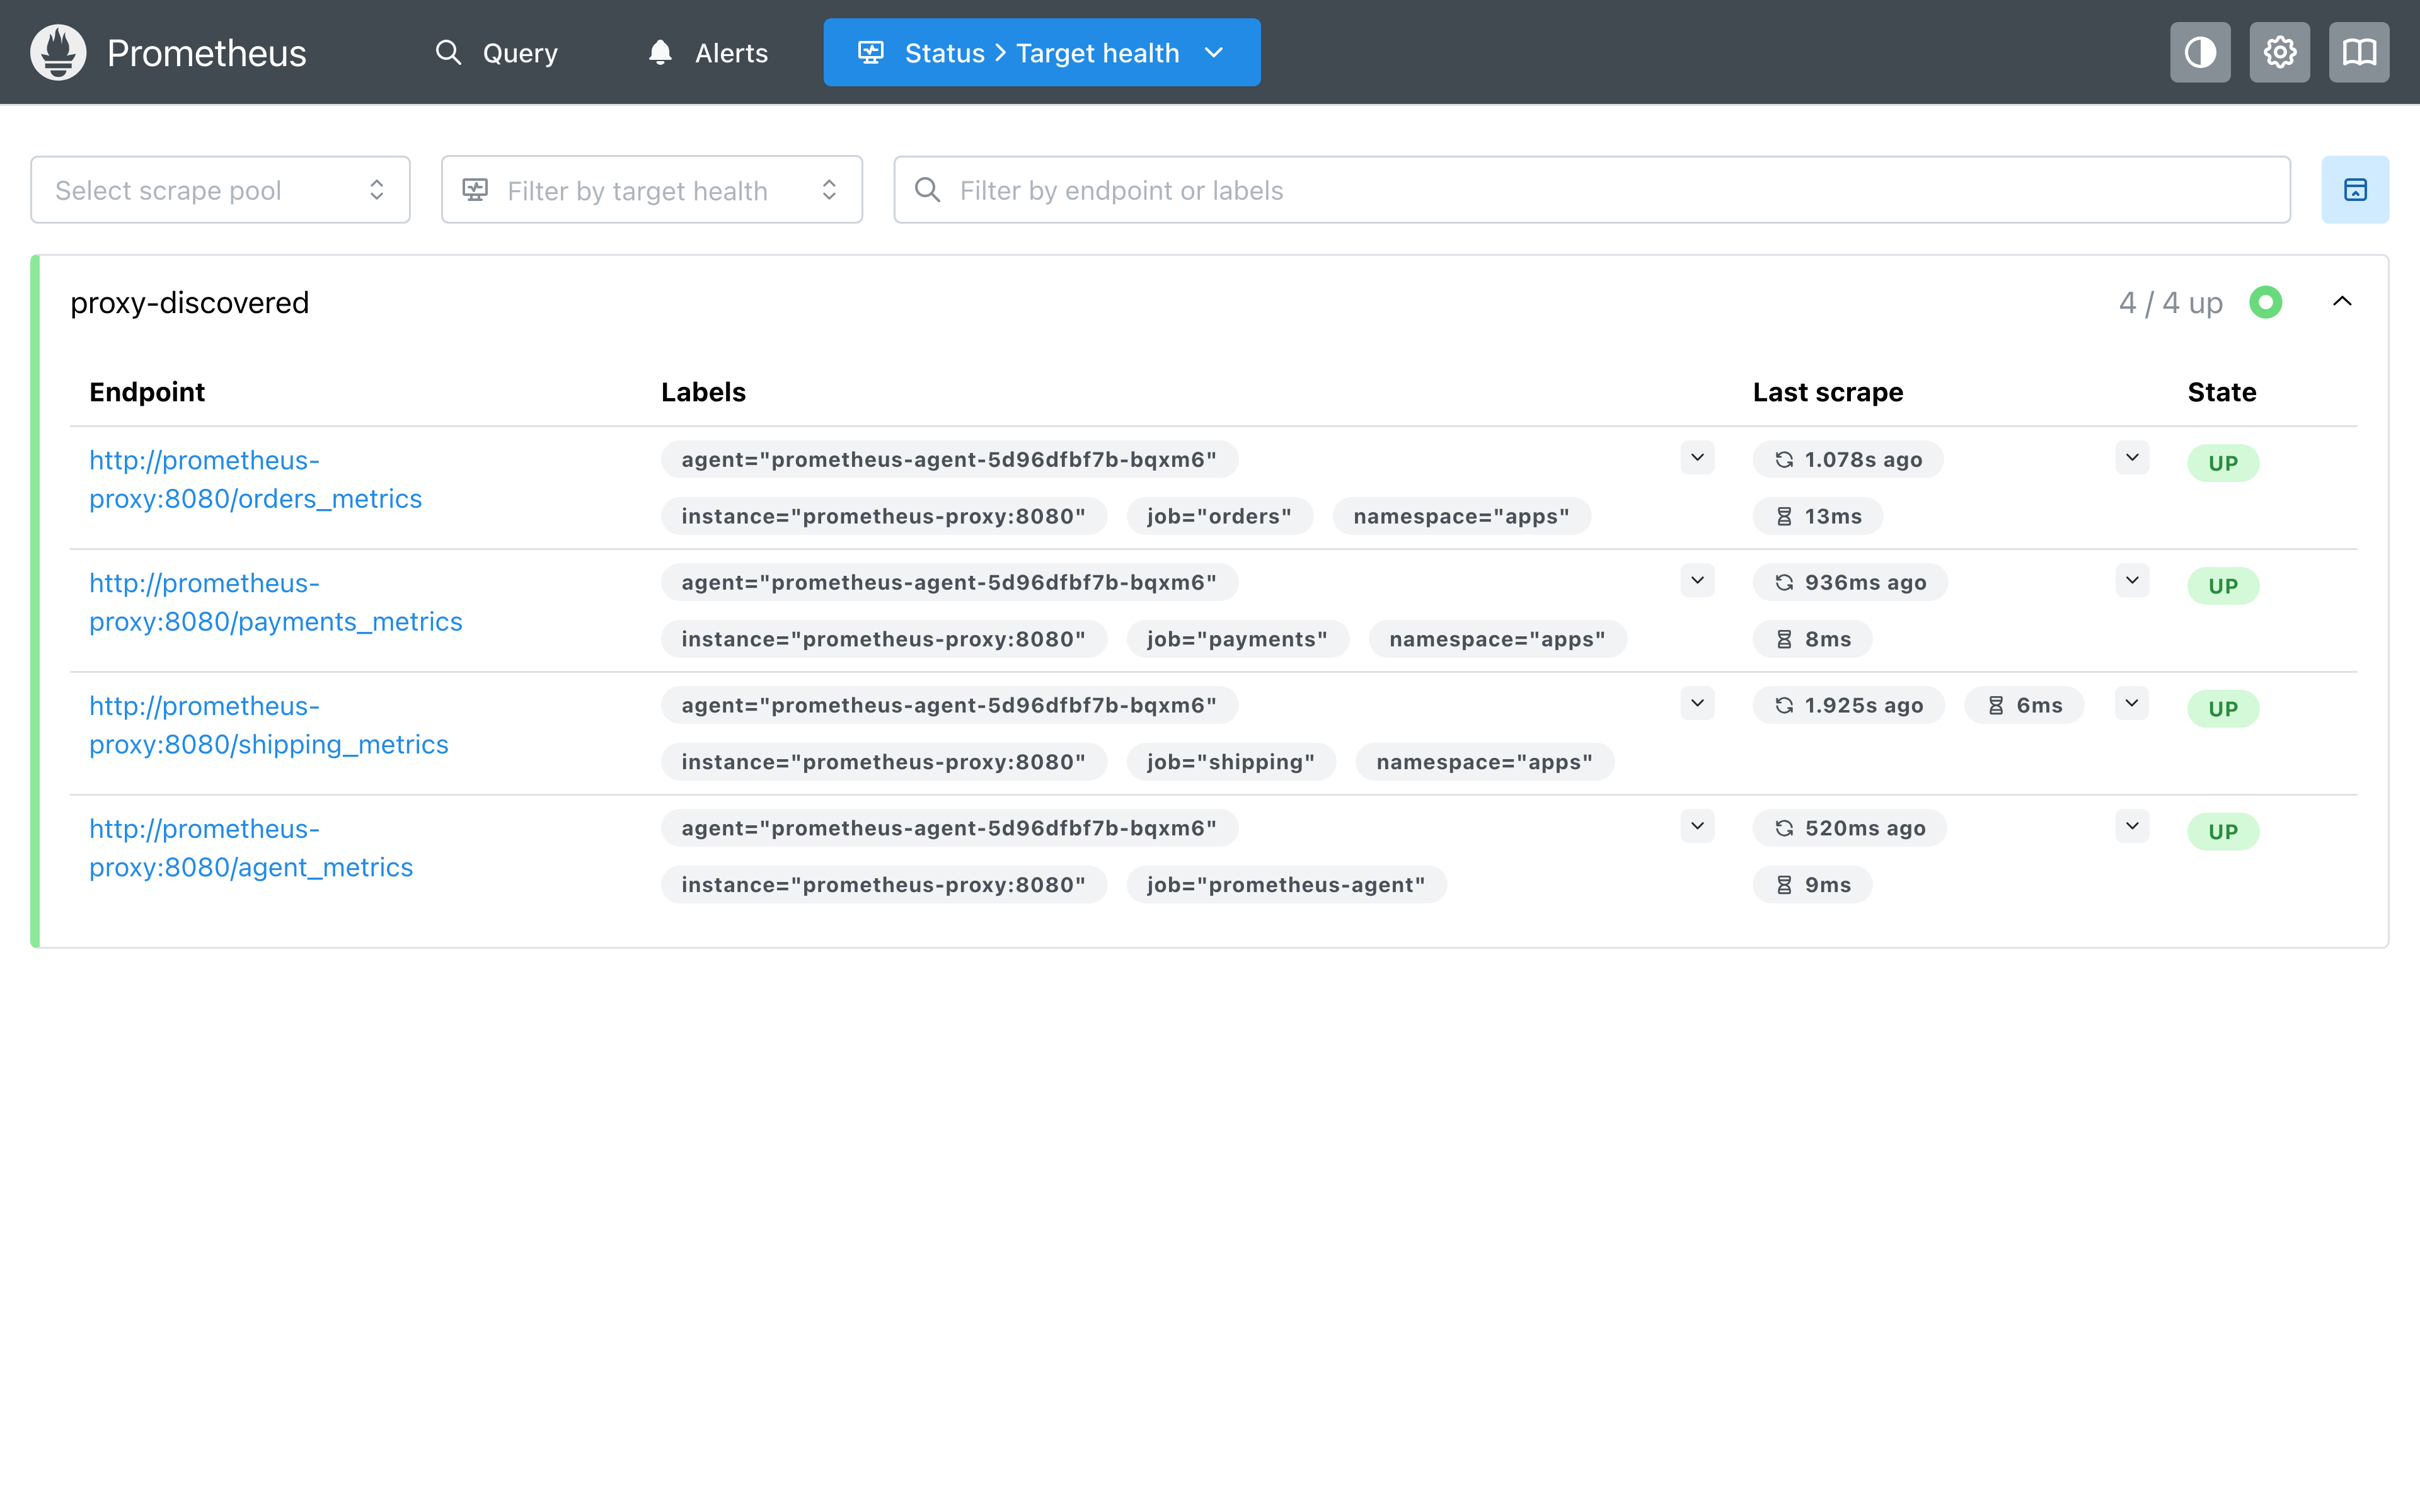 Prometheus Query Alerts Status > Target health
Select scrape pool Filter by target health Filter by endpoint or labels
proxy-discovered 4 / 4 up
Endpoint Labels Last scrape State
http://prometheus-
proxy:8080/orders_metrics
agent="prometheus-agent-5d96dfbf7b-bqxm6"
instance="prometheus-proxy:8080" job="orders" namespace="apps"
1.078s ago
13ms
UP
http://prometheus-
proxy:8080/payments_metrics
agent="prometheus-agent-5d96dfbf7b-bqxm6"
instance="prometheus-proxy:8080" job="payments" namespace="apps"
936ms ago
8ms
UP
http://prometheus-
proxy:8080/shipping_metrics
agent="prometheus-agent-5d96dfbf7b-bqxm6"
instance="prometheus-proxy:8080" job="shipping" namespace="apps"
1.925s ago 6ms
UP
http://prometheus-
proxy:8080/agent_metrics
agent="prometheus-agent-5d96dfbf7b-bqxm6"
instance="prometheus-proxy:8080" job="prometheus-agent"
520ms ago
9ms
UP